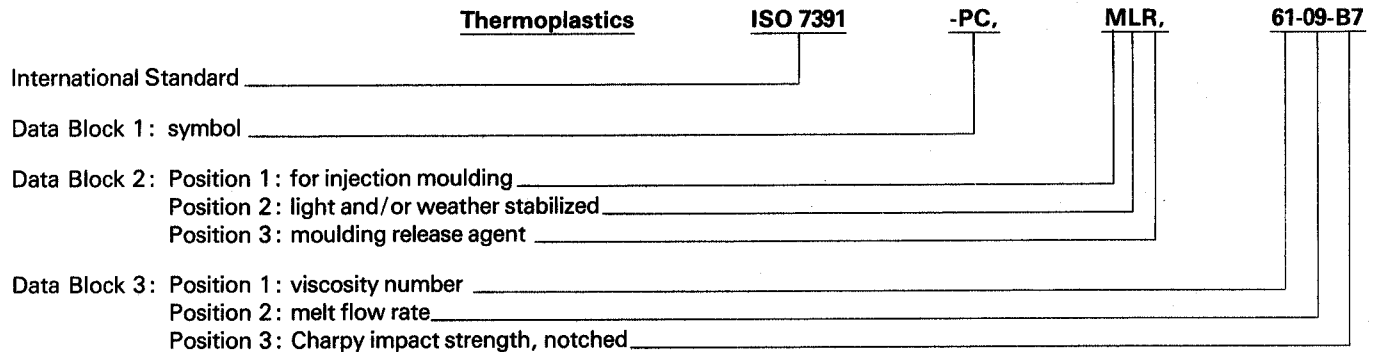 Thermoplastics ISO 7391 -PC, MLR, 61-09-B7
International Standard
Data Block 1: symbol
Data Block 2: Position 1: for injection moulding
Position 2: light and/or weather stabilized
Position 3: moulding release agent
Data Block 3: Position 1: viscosity number
Position 2: melt flow rate
Position 3: Charpy impact strength, notched